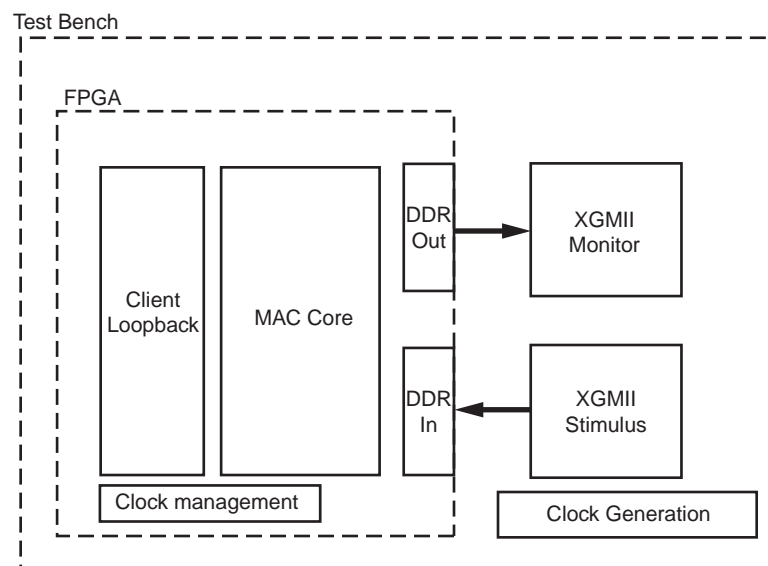 Test Bench
FPGA
DDR
Out
XGMII
Monitor
Client
Loopback
MAC Core
DDR
In
XGMII
Stimulus
Clock management
Clock Generation